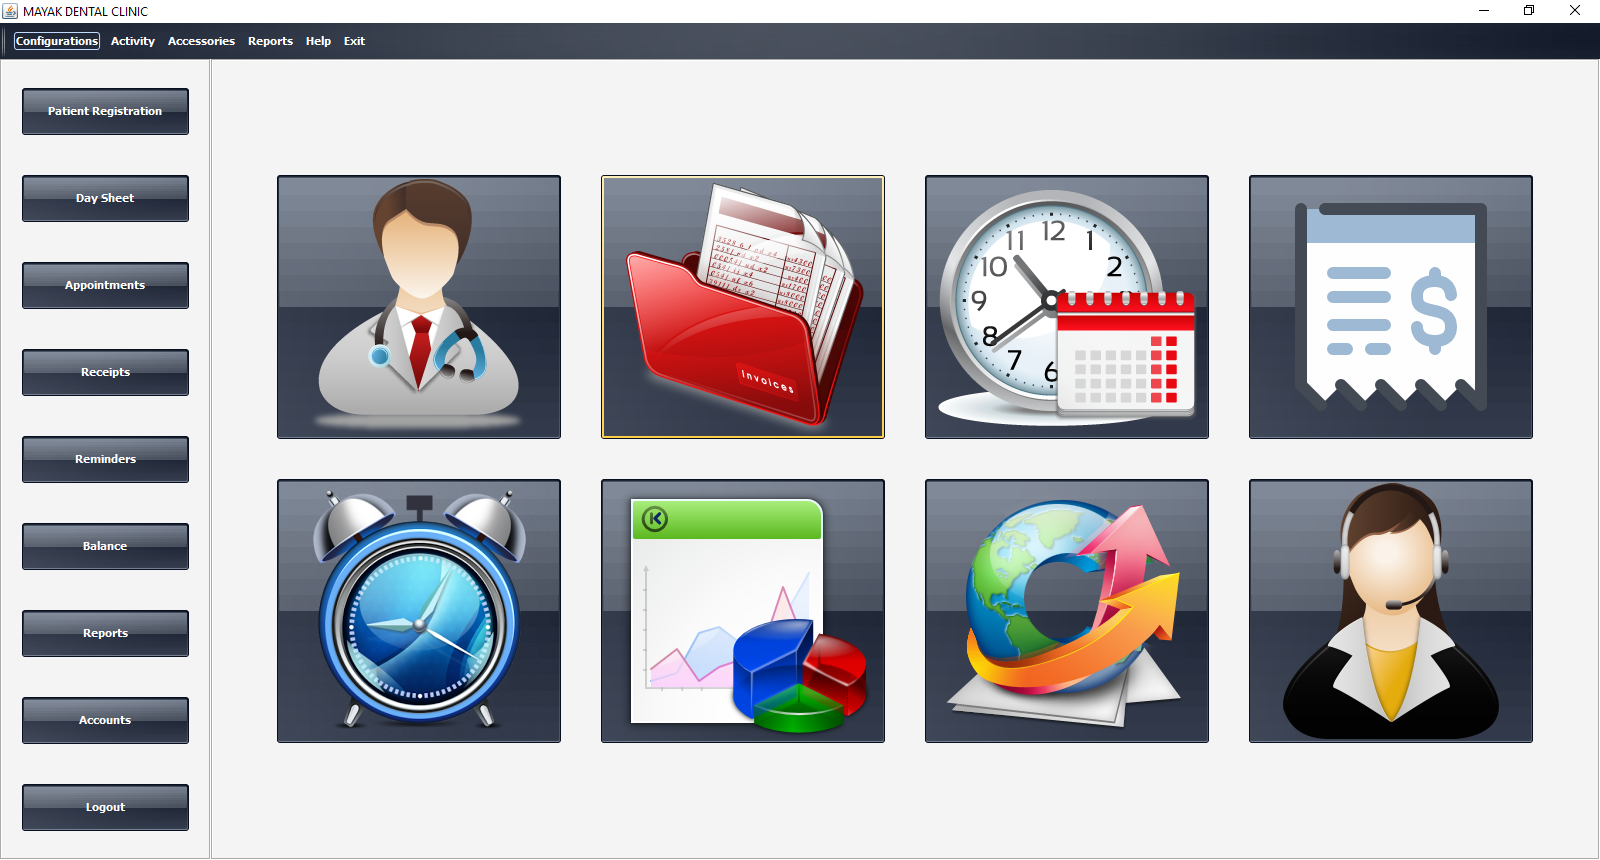 MAYAK DENTAL CLINIC
Configurations Activity Accessories Reports Help Exit
Patient Registration
Day Sheet
Appointments
Receipts
Reminders
Balance
Reports
Accounts
Logout
Invoices
12
11 1
10 2
9
8
7 6
$